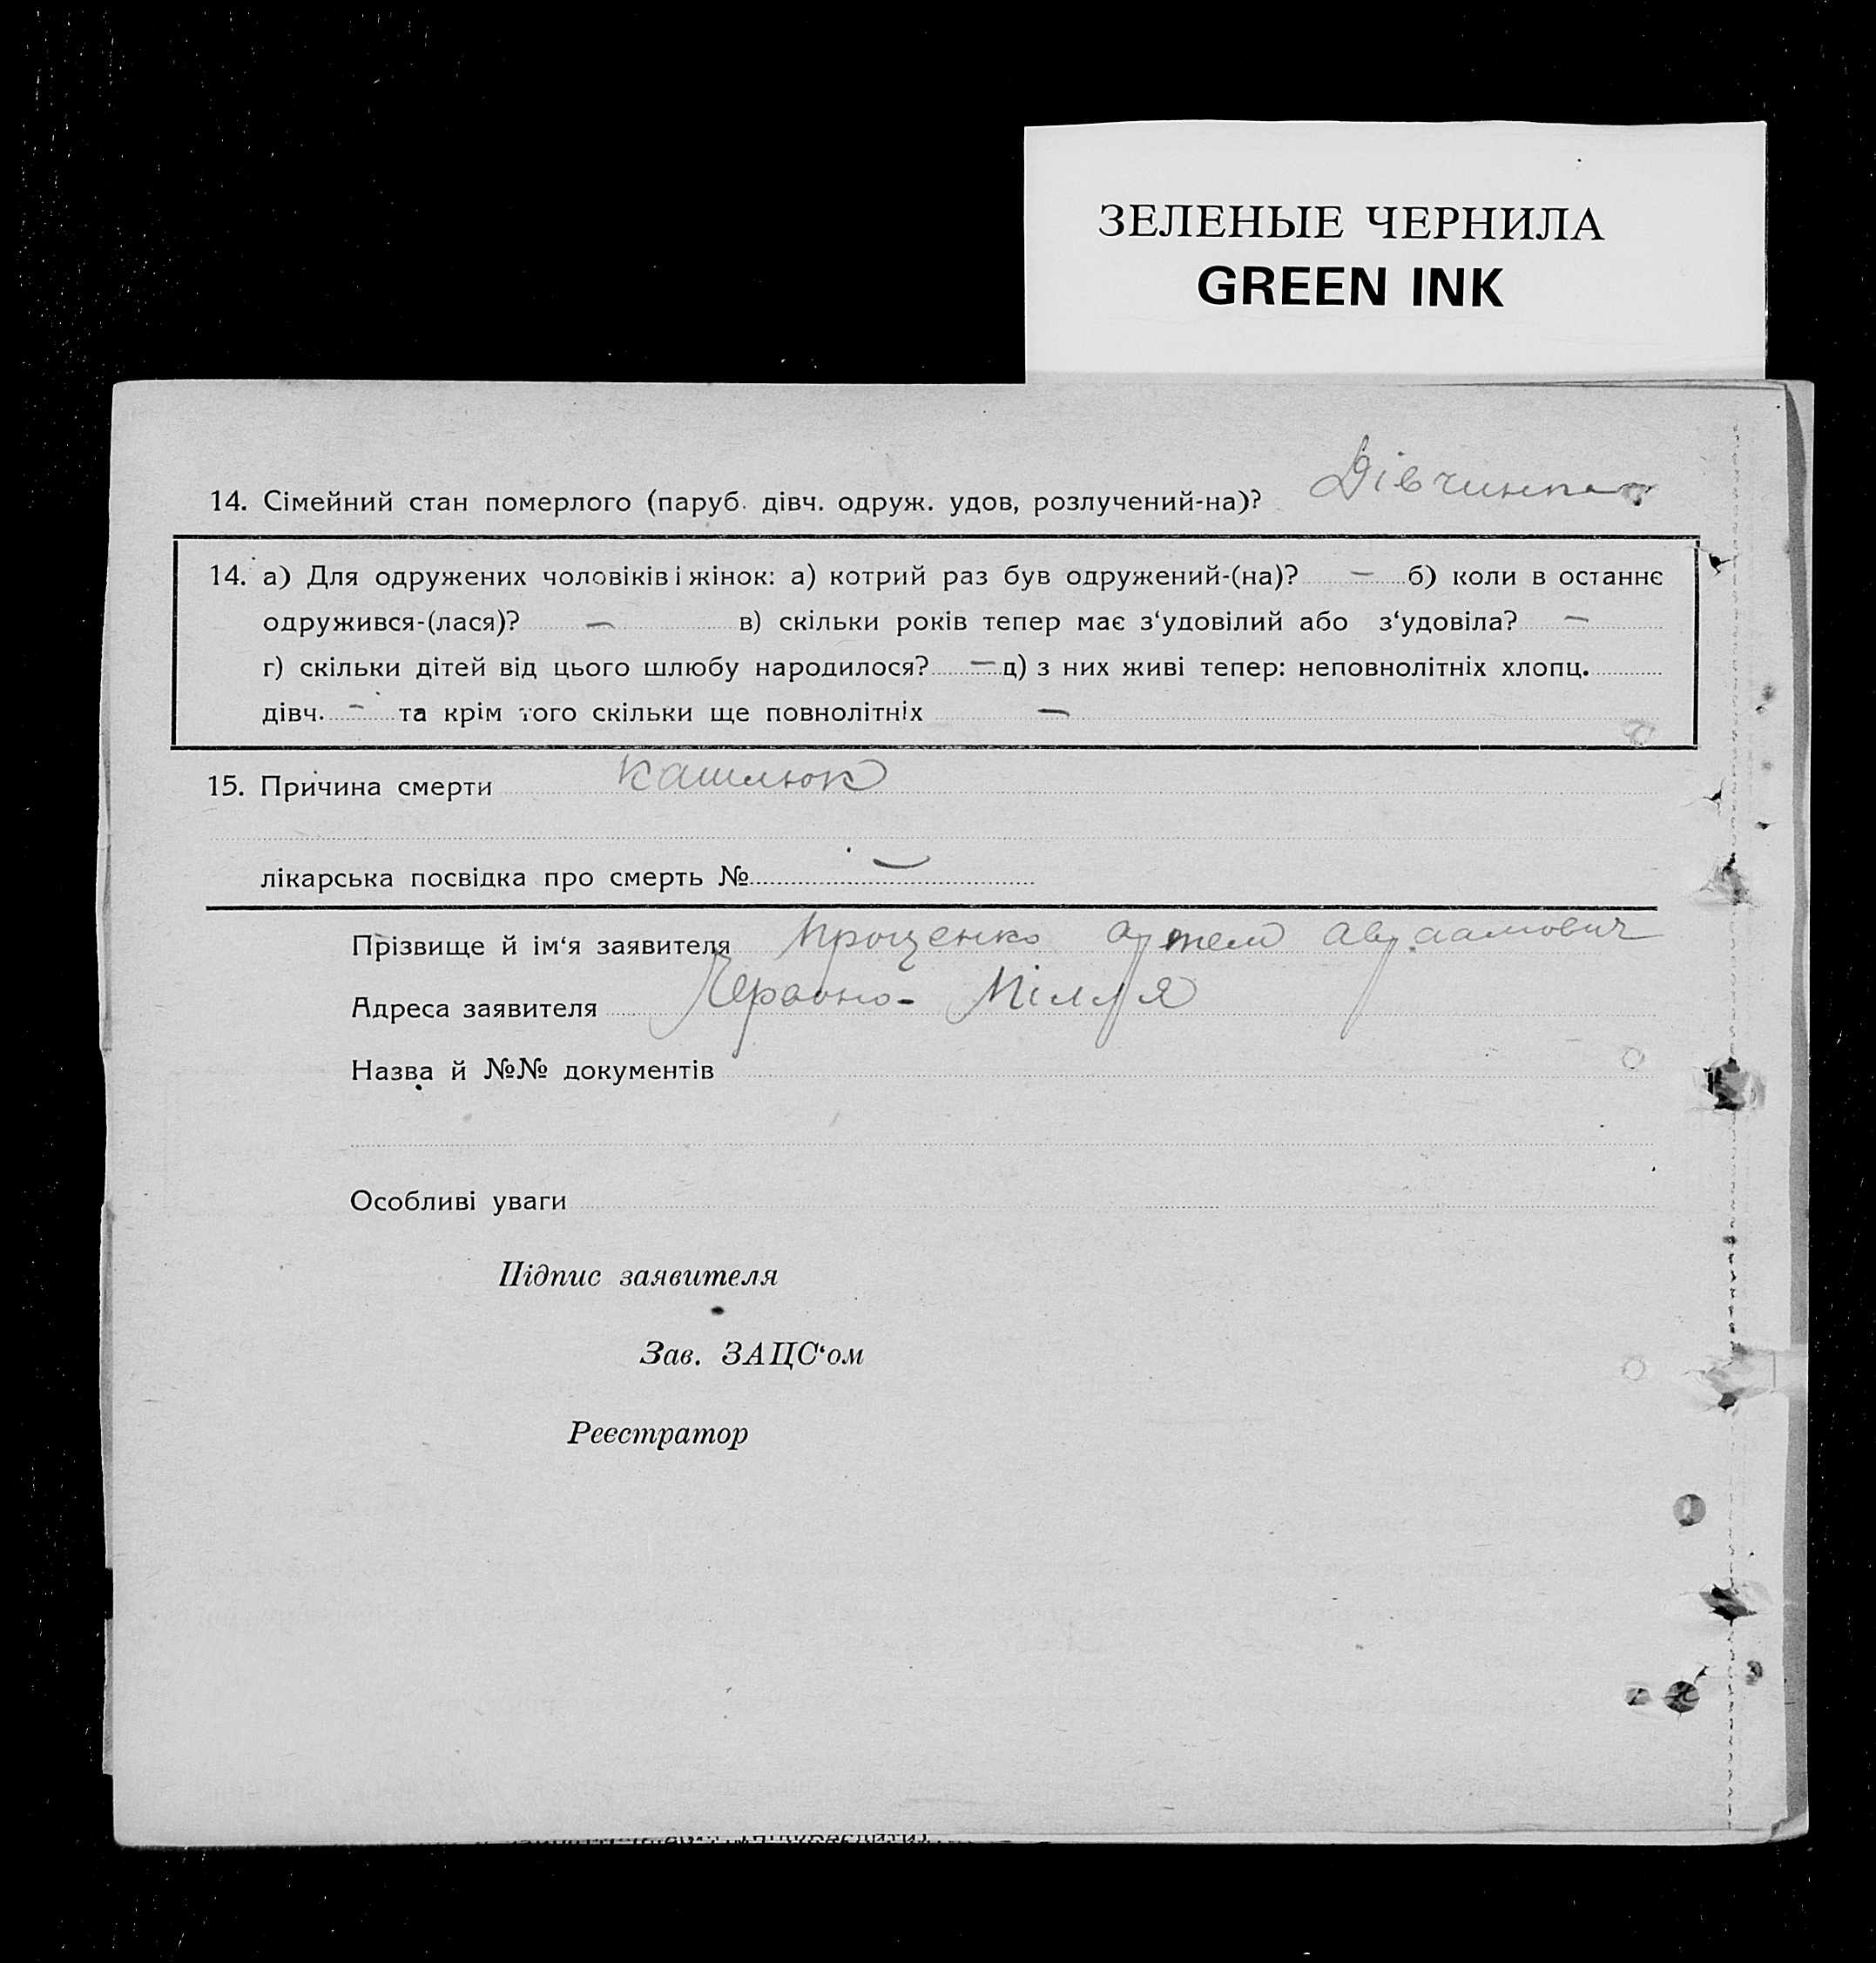 ЗЕЛЕНЫЕ ЧЕРНИЛА
GREEN INK
14. Сімейний стан померлого (паруб. дівч. одруж. удов, розлучений-на)? Дівчинка
14. а) Для одружених чоловіків і жінок: а) котрий раз був одружений-(на)? — б) коли в останнє
одружився-(лася)? — в) скільки років тепер має з‘удовілий або з‘удовіла? —
г) скільки дітей від цього шлюбу народилося? — д) з них живі тепер: неповнолітніх хлопц.
дівч. - та крім того скільки ще повнолітніх —
15. Причина смерти кашлюк
лікарська посвідка про смерть № —
Прізвище й ім‘я заявителя Проценко Артем Авраамович
Адреса заявителя Червоно-
Назва й №№ документів
Особливі уваги
Підпис заявителя
Зав. ЗАЦС‘ом
Реєстратор